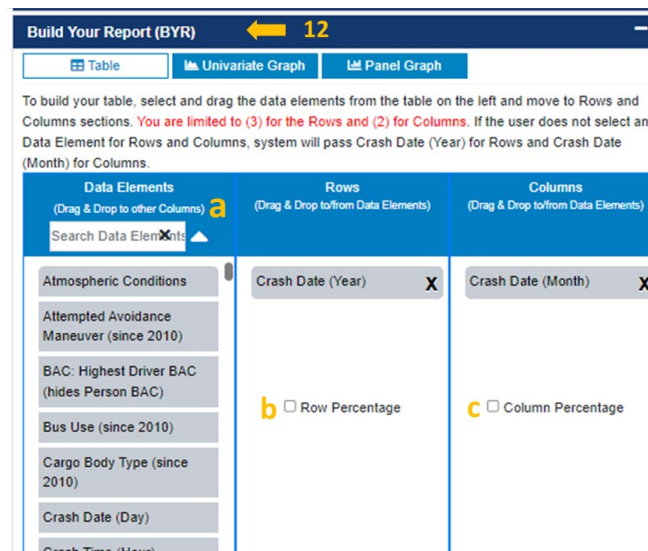 Build Your Report (BYR) 12
Table Univariate Graph Panel Graph
To build your table, select and drag the data elements from the table on the left and move to Rows and
Columns sections. You are limited to (3) for the Rows and (2) for Columns. If the user does not select an
Data Element for Rows and Columns, system will pass Crash Date (Year) for Rows and Crash Date
(Month) for Columns.
Data Elements
(Drag & Drop to other Columns) a
Search Data Elements
Atmospheric Conditions
Attempted Avoidance
Maneuver (since 2010)
BAC: Highest Driver BAC
(hides Person BAC)
Bus Use (since 2010)
Cargo Body Type (since
2010)
Crash Date (Day)
Crash Time (Hour)
Rows
(Drag & Drop to/from Data Elements)
Crash Date (Year) X
b Row Percentage
Columns
(Drag & Drop to/from Data Elements)
Crash Date (Month) X
c Column Percentage